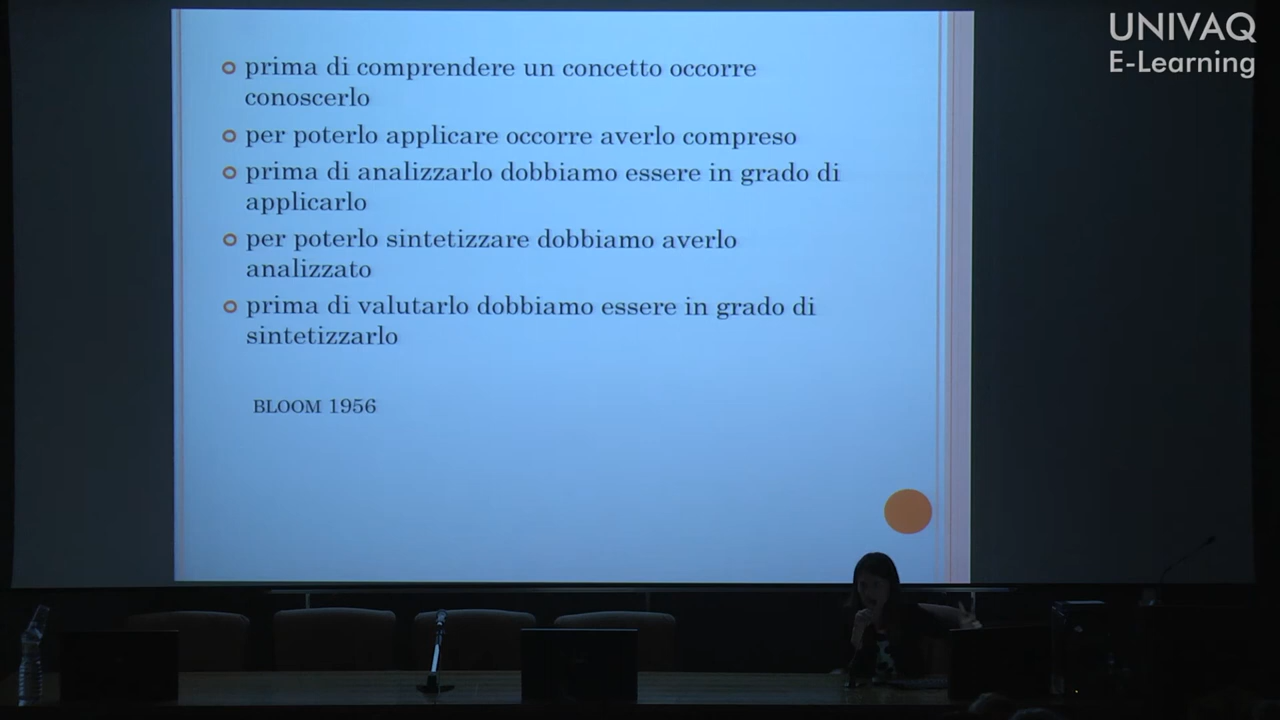 UNIVAQ
E-Learning
prima di comprendere un concetto occorre
conoscerlo
per poterlo applicare occorre averlo compreso
prima di analizzarlo dobbiamo essere in grado di
applicarlo
per poterlo sintetizzare dobbiamo averlo
analizzato
prima di valutarlo dobbiamo essere in grado di
sintetizzarlo
BLOOM 1956